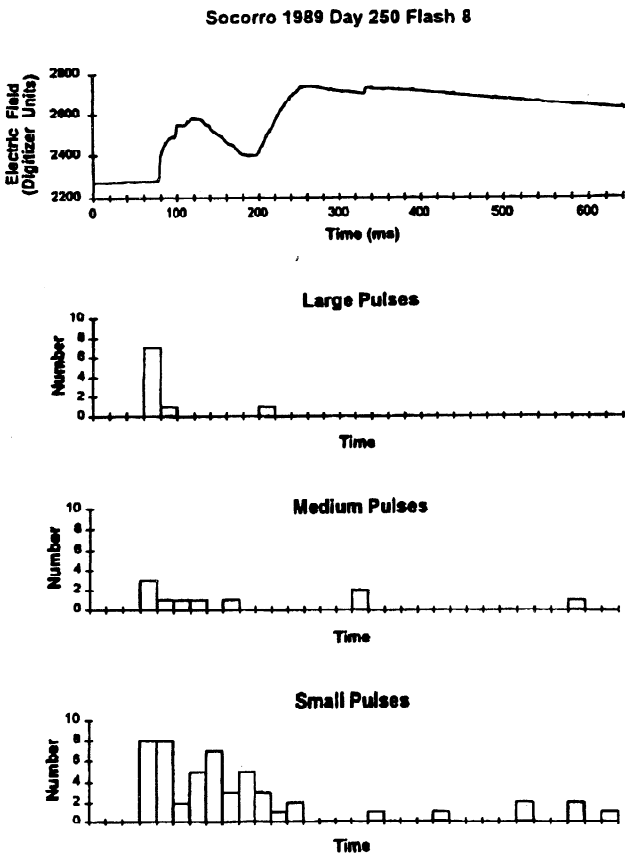 Socorro 1989 Day 250 Flash 8
Electric Field
(Digitizer Units)
2800
2600
2400
2200
0 100 200 300 400 500 600
Time (ms)
Large Pulses
Number
10
8
6
4
2
0
Time
Medium Pulses
Number
10
8
6
4
2
0
Time
Small Pulses
Number
10
8
6
4
2
0
Time